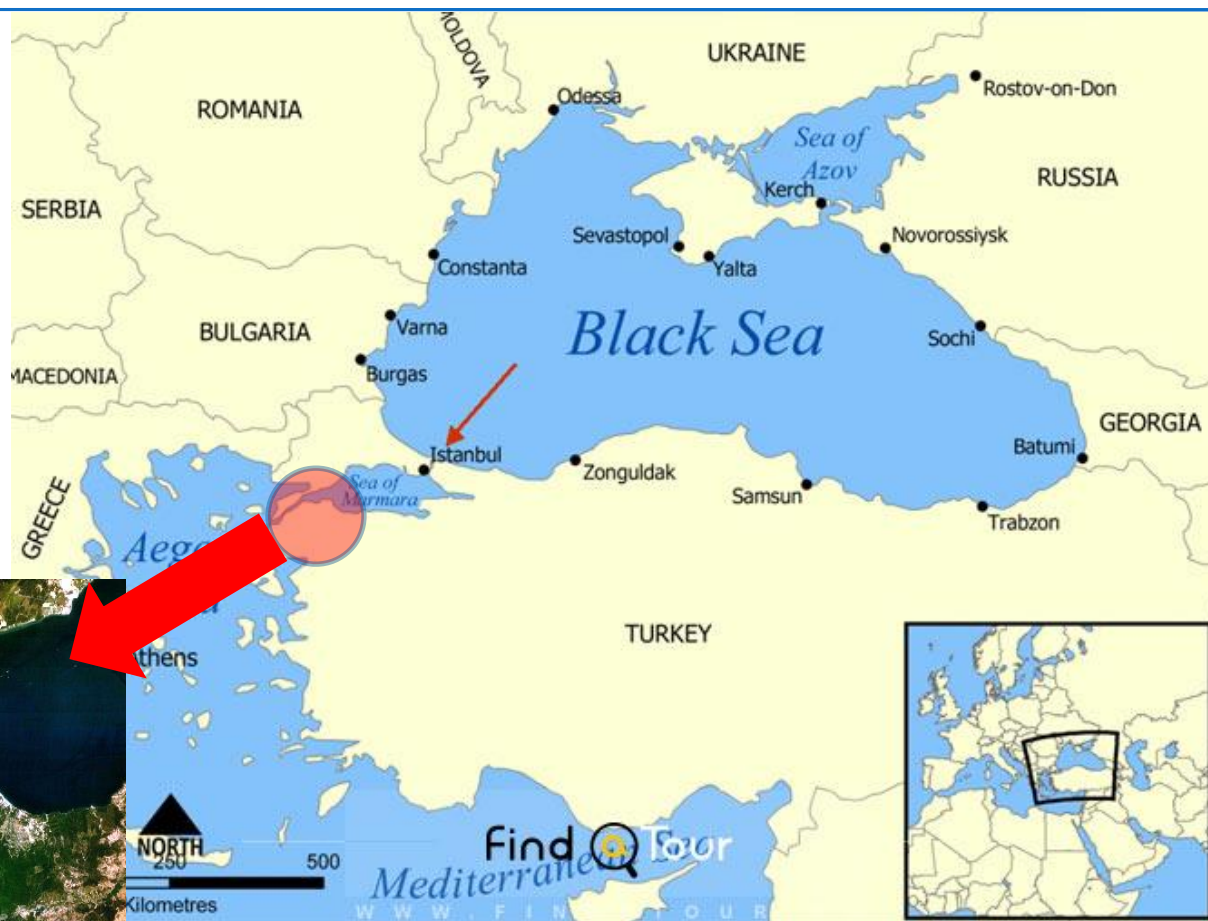 MOLDOVA
UKRAINE
Rostov-on-Don
Odessa
ROMANIA
Sea of
Azov
RUSSIA
Kerch
SERBIA
Sevastopol
Novorossiysk
Yalta
Constanta
Black Sea
Varna
BULGARIA
Sochi
Burgas
MACEDONIA
GEORGIA
Istanbul
Batumi
Zonguldak
Sea of
Marmara
Samsun
GREECE
Trabzon
TURKEY
thens
NORTH
250
500
Find Tour
Mediterranean Sea
Kilometres